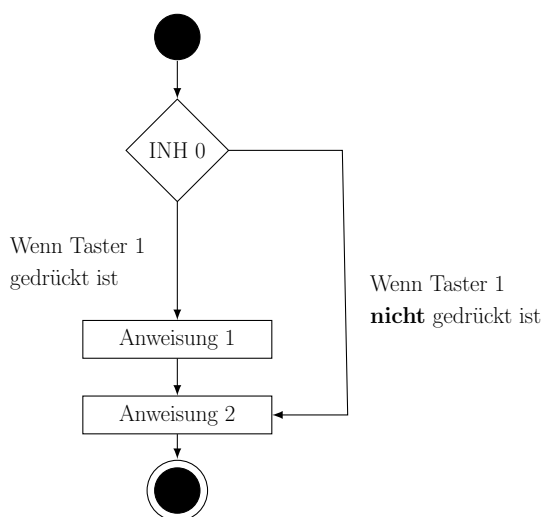 INH 0
Wenn Taster 1
gedrückt ist
Wenn Taster 1
nicht gedrückt ist
Anweisung 1
Anweisung 2